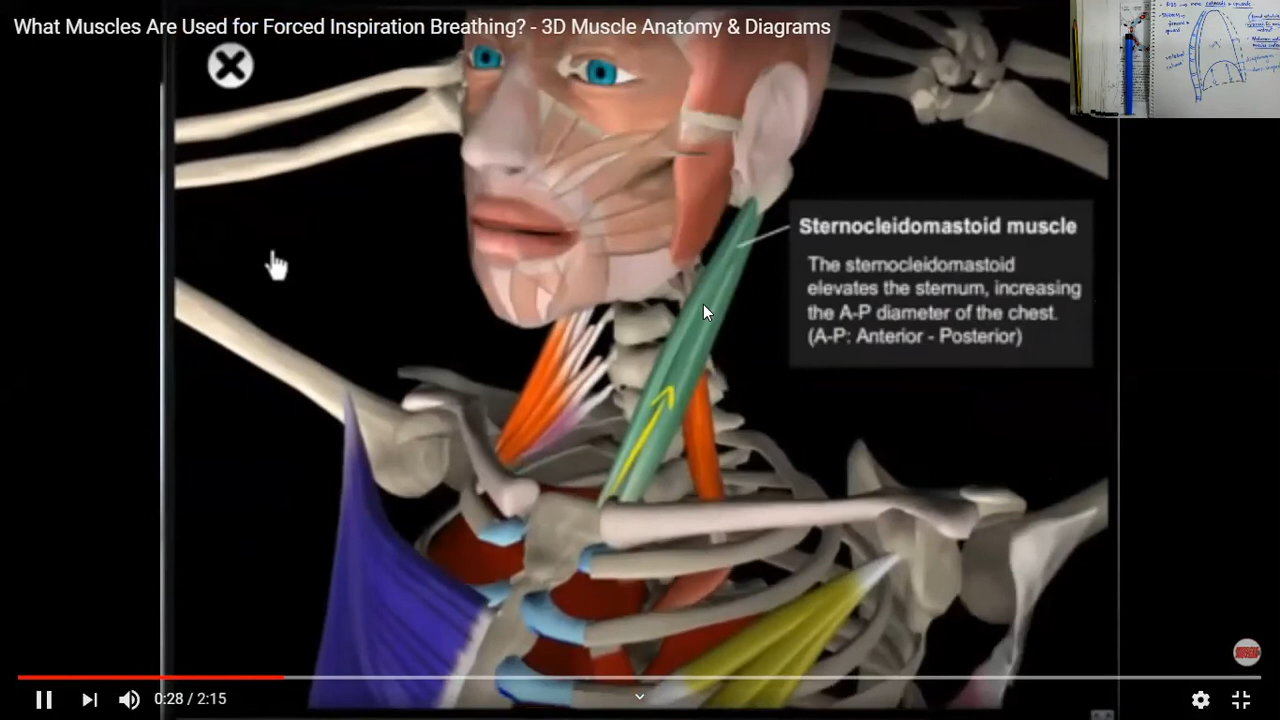 What Muscles Are Used for Forced Inspiration Breathing? - 3D Muscle Anatomy & Diagrams
Sternocleidomastoid muscle
The sternocleidomastoid
elevates the sternum, increasing
the A-P diameter of the chest.
(A-P: Anterior - Posterior)
0:28 / 2:15